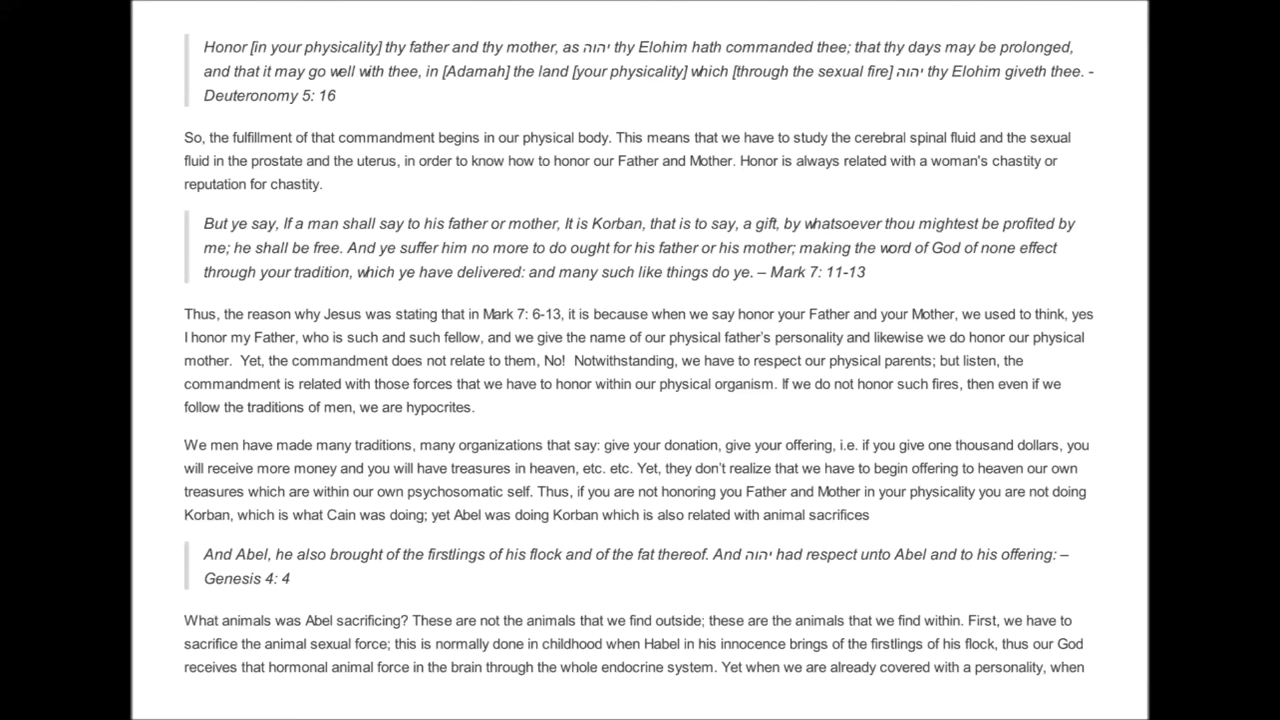 Honor [in your physicality] thy father and thy mother, as יהוה thy Elohim hath commanded thee; that thy days may be prolonged,
and that it may go well with thee, in [Adamah] the land [your physicality] which [through the sexual fire] יהוה thy Elohim giveth thee. -
Deuteronomy 5: 16
So, the fulfillment of that commandment begins in our physical body. This means that we have to study the cerebral spinal fluid and the sexual
fluid in the prostate and the uterus, in order to know how to honor our Father and Mother. Honor is always related with a woman's chastity or
reputation for chastity.
But ye say, If a man shall say to his father or mother, It is Korban, that is to say, a gift, by whatsoever thou mightest be profited by
me; he shall be free. And ye suffer him no more to do ought for his father or his mother; making the word of God of none effect
through your tradition, which ye have delivered: and many such like things do ye. – Mark 7: 11-13
Thus, the reason why Jesus was stating that in Mark 7: 6-13, it is because when we say honor your Father and your Mother, we used to think, yes
I honor my Father, who is such and such fellow, and we give the name of our physical father's personality and likewise we do honor our physical
mother.  Yet, the commandment does not relate to them, No!  Notwithstanding, we have to respect our physical parents; but listen, the
commandment is related with those forces that we have to honor within our physical organism. If we do not honor such fires, then even if we
follow the traditions of men, we are hypocrites.
We men have made many traditions, many organizations that say: give your donation, give your offering, i.e. if you give one thousand dollars, you
will receive more money and you will have treasures in heaven, etc. etc. Yet, they don't realize that we have to begin offering to heaven our own
treasures which are within our own psychosomatic self. Thus, if you are not honoring you Father and Mother in your physicality you are not doing
Korban, which is what Cain was doing; yet Abel was doing Korban which is also related with animal sacrifices
And Abel, he also brought of the firstlings of his flock and of the fat thereof. And יהוה had respect unto Abel and to his offering: –
Genesis 4: 4
What animals was Abel sacrificing? These are not the animals that we find outside; these are the animals that we find within. First, we have to
sacrifice the animal sexual force; this is normally done in childhood when Habel in his innocence brings of the firstlings of his flock, thus our God
receives that hormonal animal force in the brain through the whole endocrine system. Yet when we are already covered with a personality, when